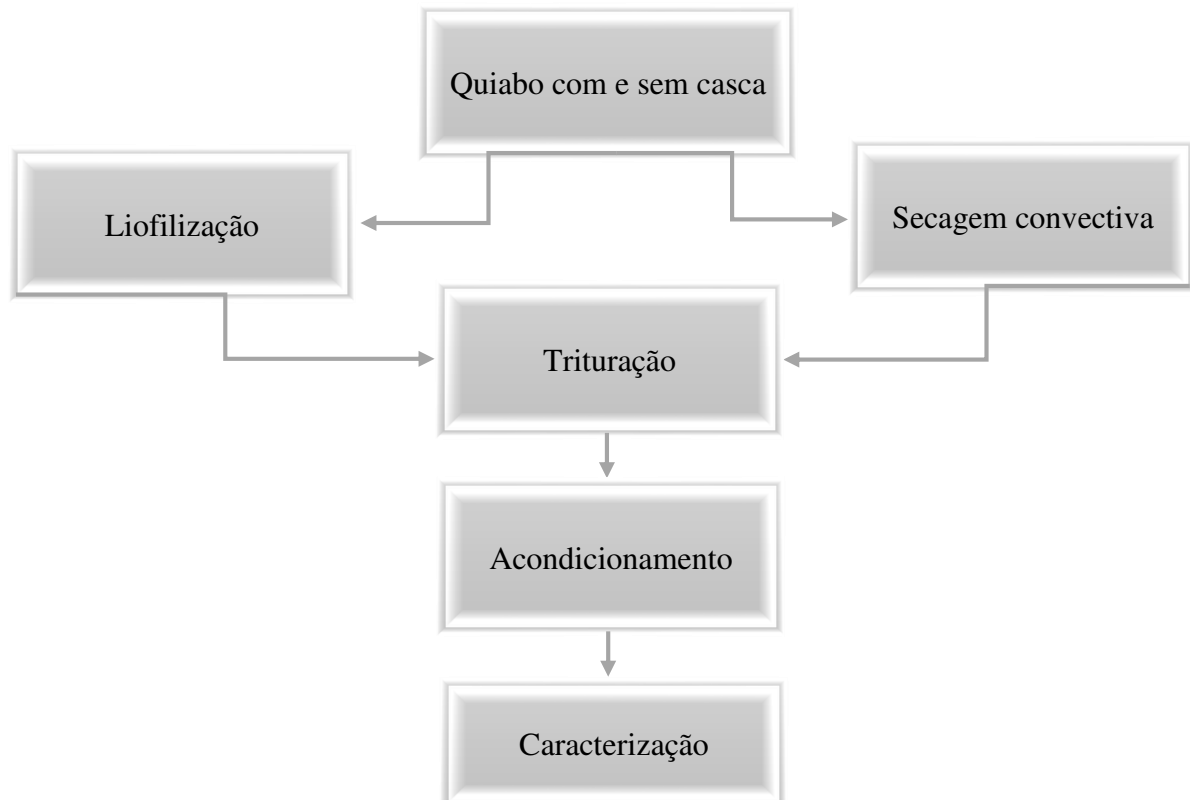 Quiabo com e sem casca
Liofilização
Secagem convectiva
Trituração
Acondicionamento
Caracterização